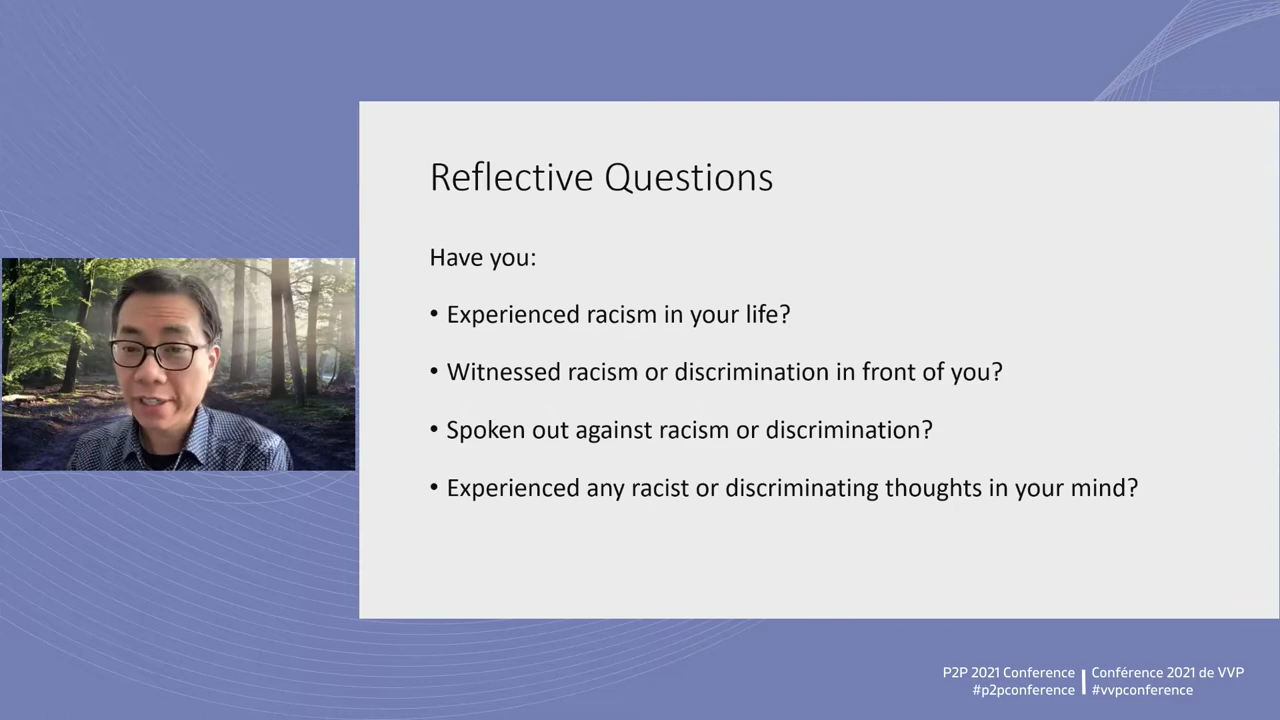 Reflective Questions
Have you:
• Experienced racism in your life?
• Witnessed racism or discrimination in front of you?
• Spoken out against racism or discrimination?
• Experienced any racist or discriminating thoughts in your mind?
P2P 2021 Conference
#p2pconference
Conférence 2021 de VVP
#vvpconference